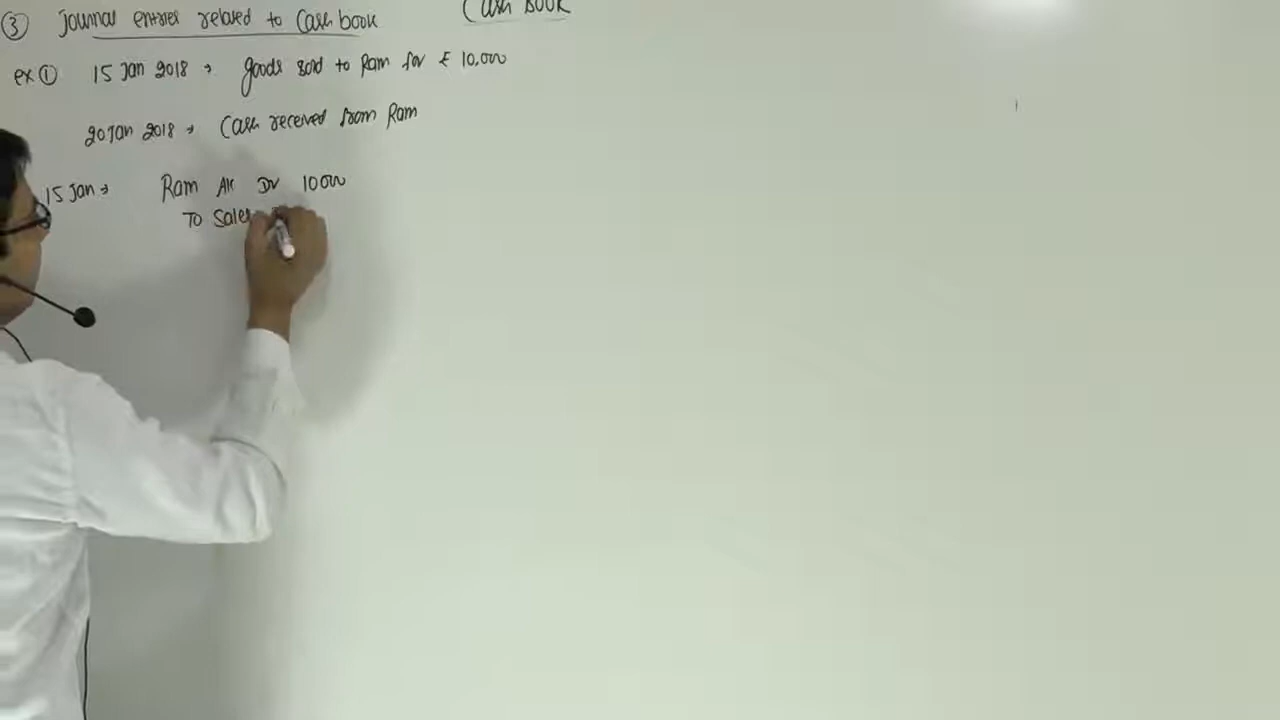 Cash Book
③ Journal entries related to Cash book
ex ① 15 Jan 2018 → goods sold to Ram for ₹ 10,000
20 Jan 2018 → Cash received from Ram
15 Jan → Ram A/c Dr 10000
To Sales